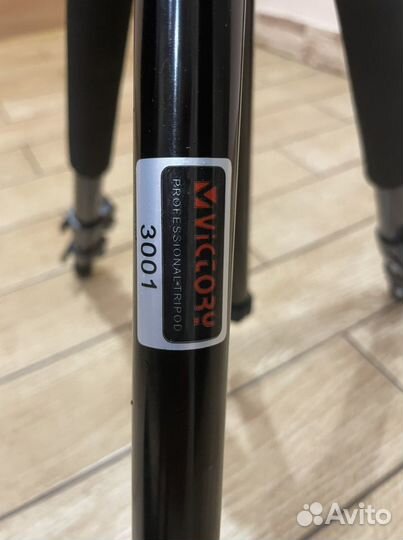 VICTORY
PROFESSIONAL TRIPOD
3001
Avito